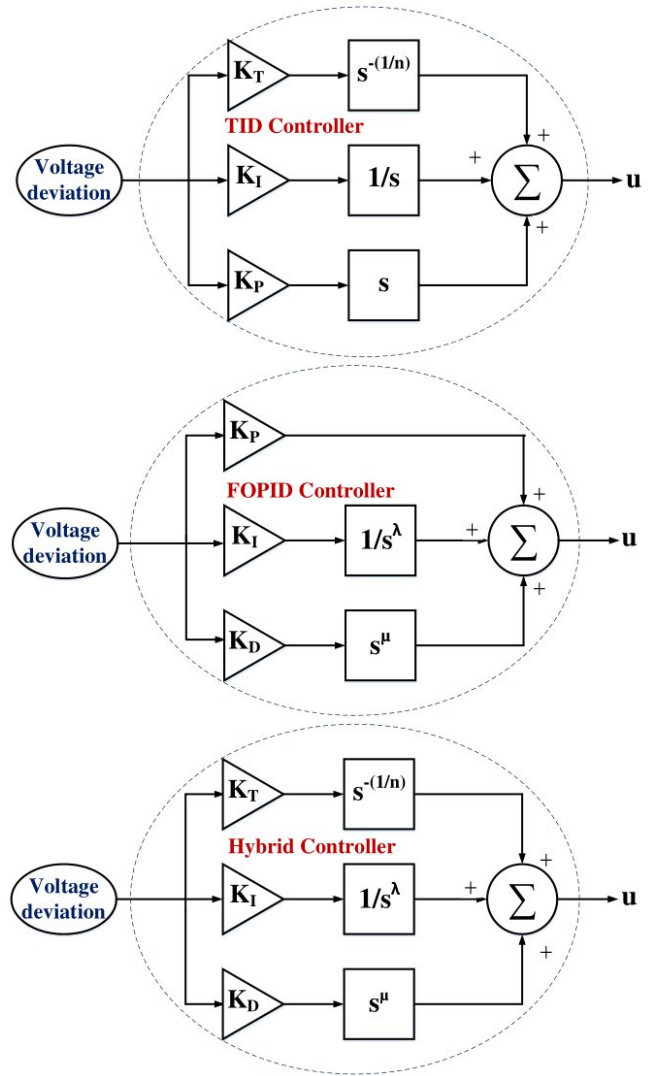 K_T
s^-(1/n)
+
TID Controller
Voltage
deviation
K_I
1/s
+
∑
u
+
K_P
s
K_P
+
FOPID Controller
Voltage
deviation
K_I
1/s^λ
+
∑
u
+
K_D
s^μ
K_T
s^-(1/n)
+
Hybrid Controller
Voltage
deviation
K_I
1/s^λ
+
∑
u
+
K_D
s^μ